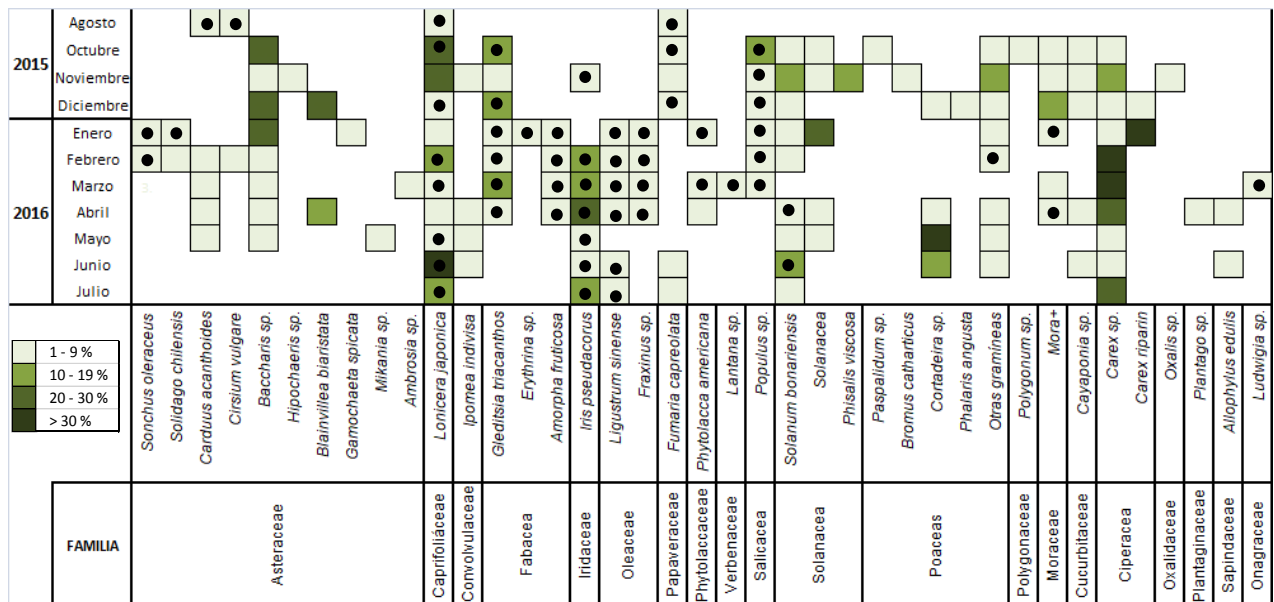 2015
Agosto
Octubre
Noviembre
Diciembre
2016
Enero
Febrero
Marzo
3.
Abril
Mayo
Junio
Julio
1 - 9 %
10 - 19 %
20 - 30 %
> 30 %
Sonchus oleraceus
Solidago chilensis
Carduus acanthoides
Cirsium vulgare
Baccharis sp.
Hipochaeris sp.
Blainvillea biaristata
Gamochaeta spicata
Mikania sp.
Ambrosia sp.
Lonicera japonica
Ipomea indivisa
Gleditsia triacanthos
Erythrina sp.
Amorpha fruticosa
Iris pseudacorus
Ligustrum sinense
Fraxinus sp.
Fumaria capreolata
Phytolacca americana
Lantana sp.
Populus sp.
Solanum bonariensis
Solanacea
Phisalis viscosa
Paspalidum sp.
Bromus catharticus
Cortadeira sp.
Phalaris angusta
Otras gramíneas
Polygonum sp.
Mora+
Cayaponia sp.
Carex sp.
Carex riparin
Oxalis sp.
Plantago sp.
Allophylus edulis
Ludwigia sp.
FAMILIA
Asteraceae
Caprifoliáceae
Convolvulaceae
Fabacea
Iridaceae
Oleaceae
Papaveraceae
Phytolaccaceae
Verbenaceae
Salicacea
Solanacea
Poaceas
Polygonaceae
Moraceae
Cucurbitaceae
Ciperacea
Oxalidaceae
Plantaginaceae
Sapindaceae
Onagraceae